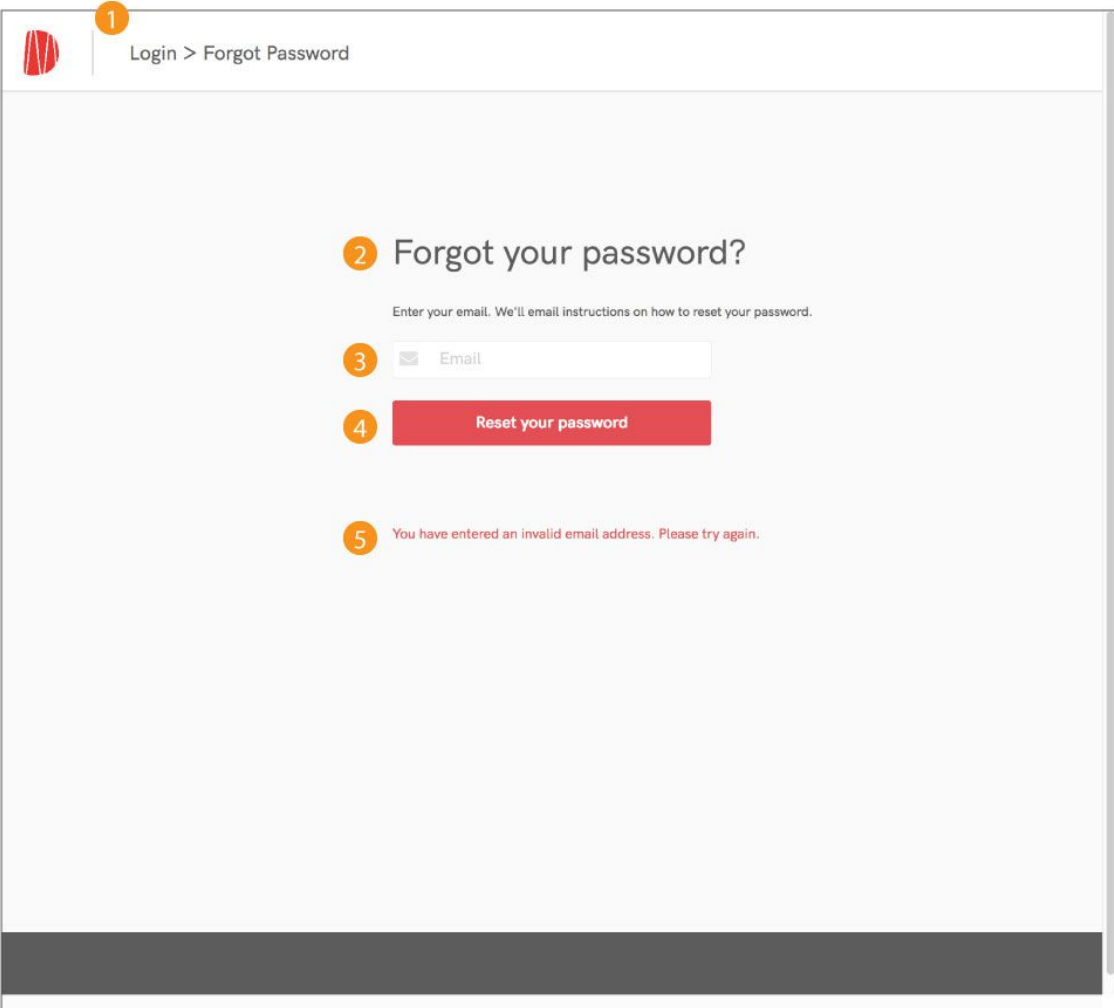 1
Login > Forgot Password
2 Forgot your password?
Enter your email. We'll email instructions on how to reset your password.
3 Email
4 Reset your password
5 You have entered an invalid email address. Please try again.